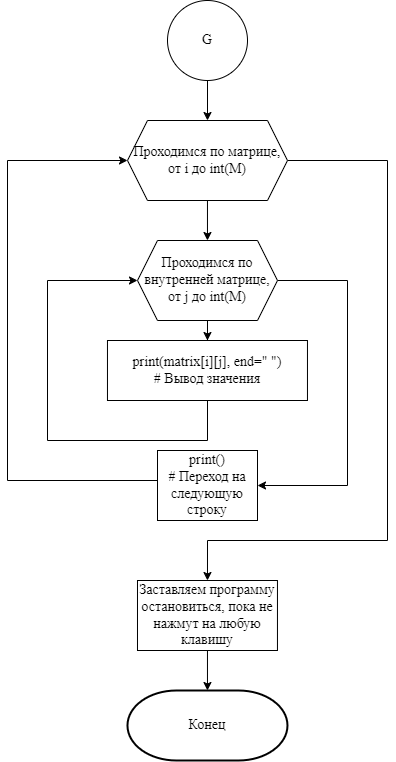 G
Проходимся по матрице,
от i до int(M)
Проходимся по
внутренней матрице,
от j до int(M)
print(matrix[i][j], end=" ")
# Вывод значения
print()
# Переход на
следующую
строку
Заставляем программу
остановиться, пока не
нажмут на любую
клавишу
Конец